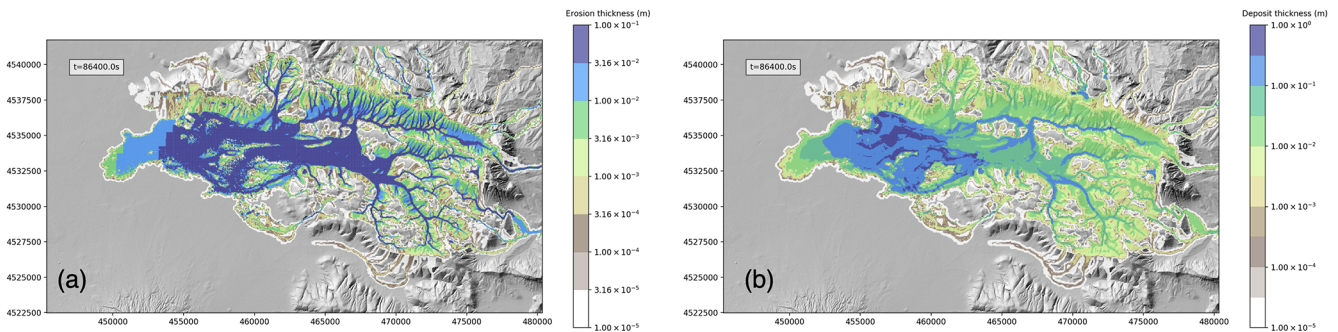 Erosion thickness (m)
1.00 × 10⁻¹
3.16 × 10⁻²
1.00 × 10⁻²
3.16 × 10⁻³
1.00 × 10⁻³
3.16 × 10⁻⁴
1.00 × 10⁻⁴
3.16 × 10⁻⁵
1.00 × 10⁻⁵
t=86400.0s
4540000
4537500
4535000
4532500
4530000
4527500
4525000
4522500
(a)
450000 455000 460000 465000 470000 475000 480000
Deposit thickness (m)
1.00 × 10⁰
1.00 × 10⁻¹
1.00 × 10⁻²
1.00 × 10⁻³
1.00 × 10⁻⁴
1.00 × 10⁻⁵
t=86400.0s
4540000
4537500
4535000
4532500
4530000
4527500
4525000
4522500
(b)
450000 455000 460000 465000 470000 475000 480000